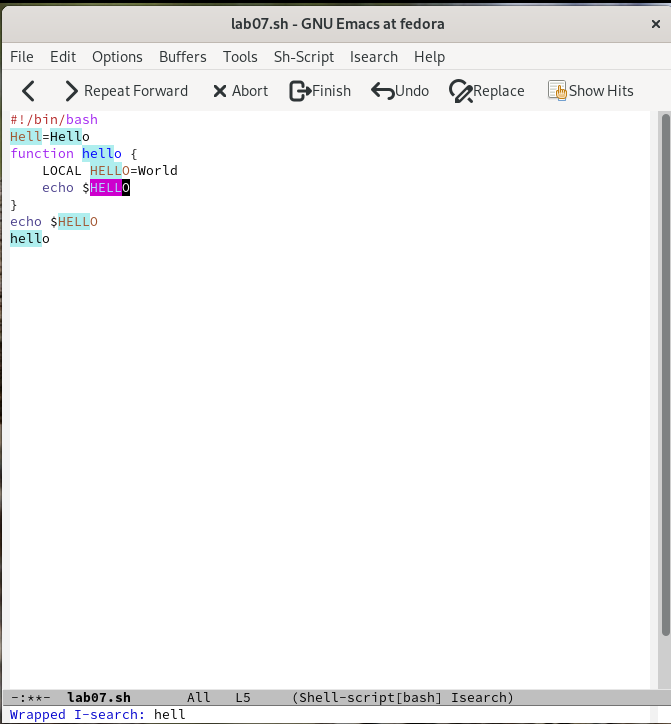 lab07.sh - GNU Emacs at fedora
File Edit Options Buffers Tools Sh-Script Isearch Help
Repeat Forward Abort Finish Undo Replace Show Hits
#!/bin/bash
Hell=Hello
function hello {
    LOCAL HELLO=World
    echo $HELLO
}
echo $HELLO
hello
-:**-  lab07.sh       All   L5     (Shell-script[bash] Isearch)
Wrapped I-search: hell